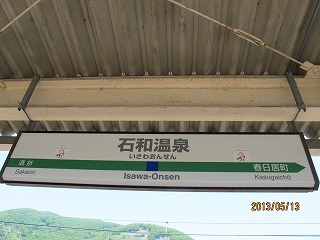 石和温泉
いさわおんせん
Isawa-Onsen
酒折
Sakaori
春日居町
Kasugaichō
2013/05/13